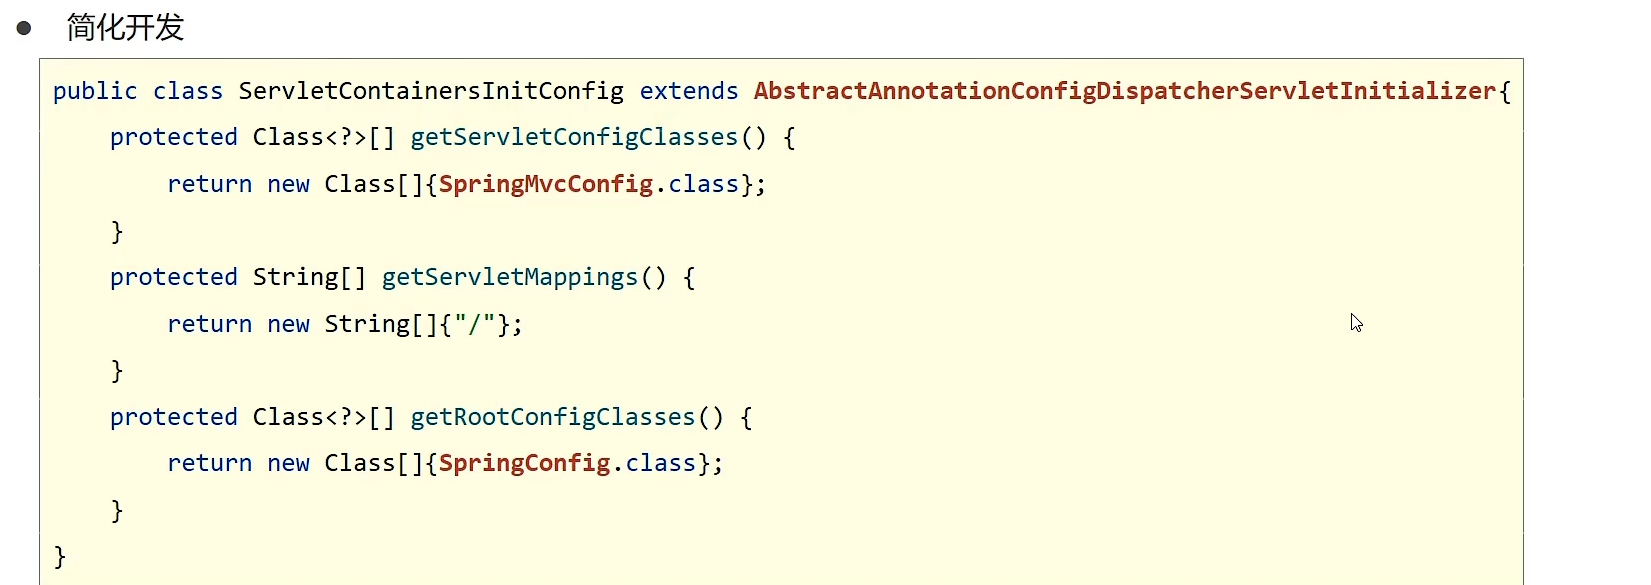 ● 简化开发
public class ServletContainersInitConfig extends AbstractAnnotationConfigDispatcherServletInitializer{
    protected Class<?>[] getServletConfigClasses() {
        return new Class[]{SpringMvcConfig.class};
    }
    protected String[] getServletMappings() {
        return new String[]{"/"};
    }
    protected Class<?>[] getRootConfigClasses() {
        return new Class[]{SpringConfig.class};
    }
}